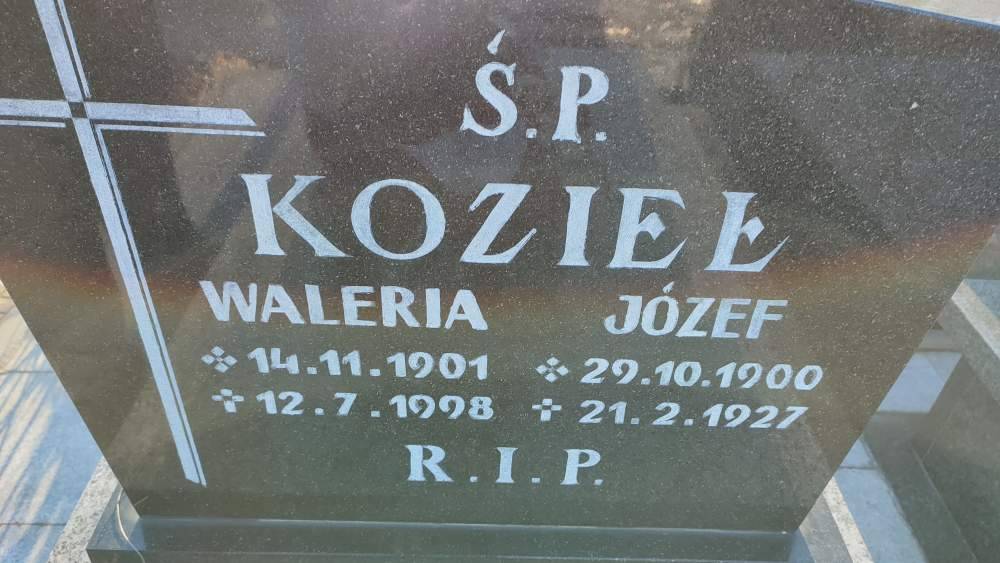 Ś.P.
KOZIEŁ
WALERIA JÓZEF
14.11.1901 29.10.1900
12.7.1998 21.2.1927
R.I.P.